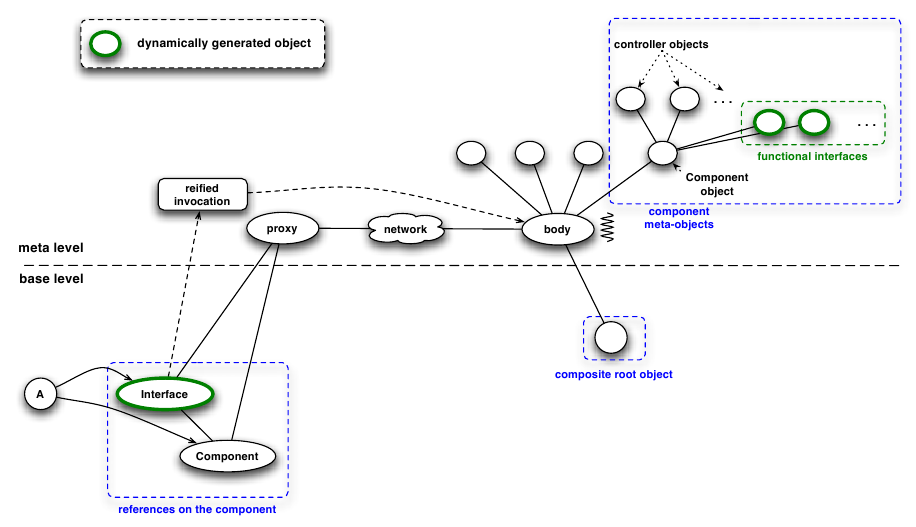 dynamically generated object
controller objects
...
...
functional interfaces
Component
object
component
meta-objects
reified
invocation
proxy
network
body
meta level
base level
composite root object
A
Interface
Component
references on the component